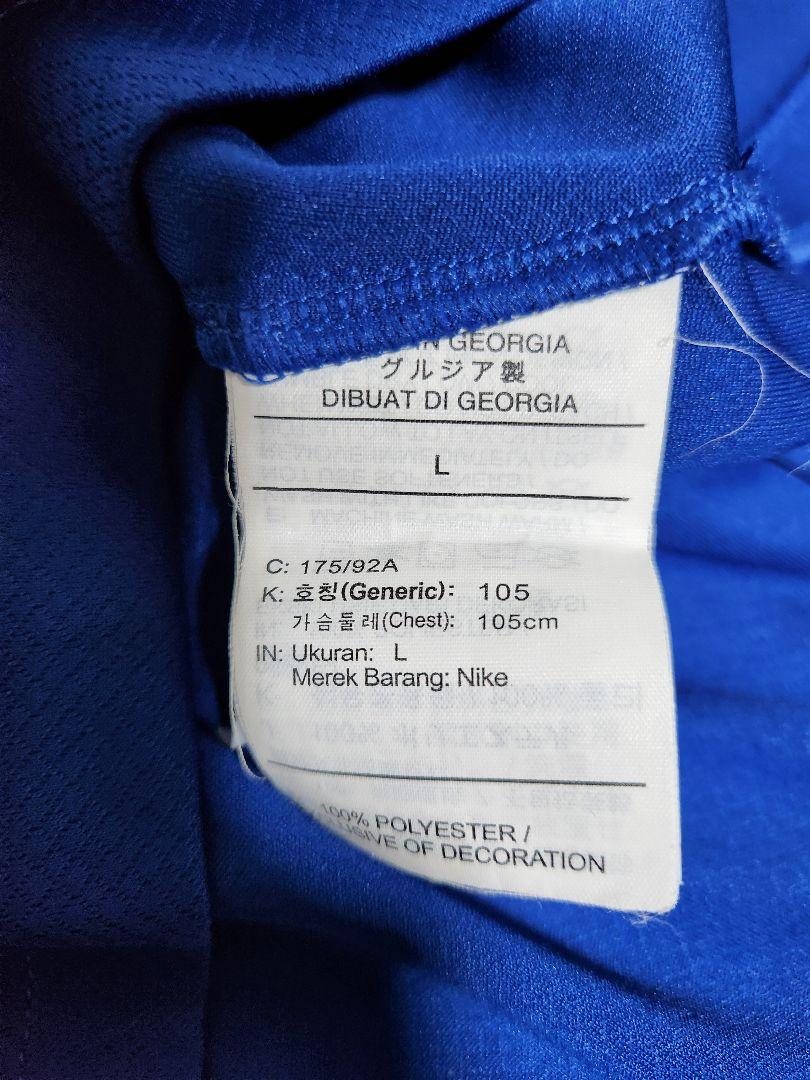 IN GEORGIA
グルジア製
DIBUAT DI GEORGIA
L
C: 175/92A
K: 호칭(Generic): 105
가슴둘레(Chest): 105cm
IN: Ukuran: L
Merek Barang: Nike
100% POLYESTER /
OF DECORATION